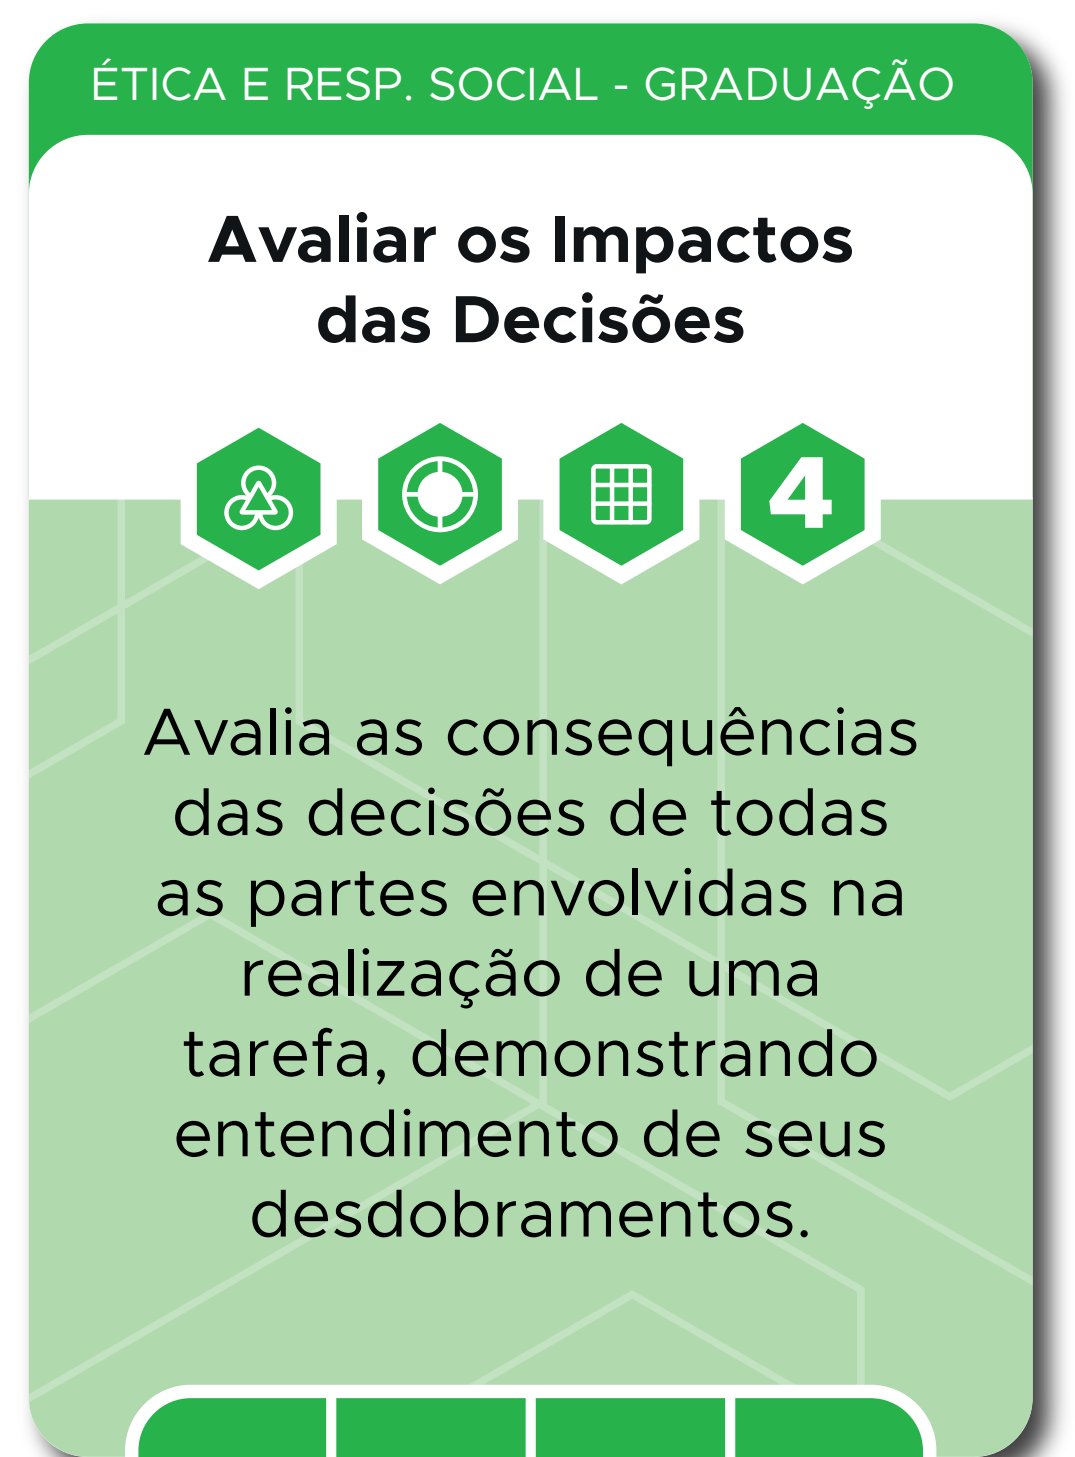 ÉTICA E RESP. SOCIAL - GRADUAÇÃO
Avaliar os Impactos
das Decisões
4
Avalia as consequências
das decisões de todas
as partes envolvidas na
realização de uma
tarefa, demonstrando
entendimento de seus
desdobramentos.